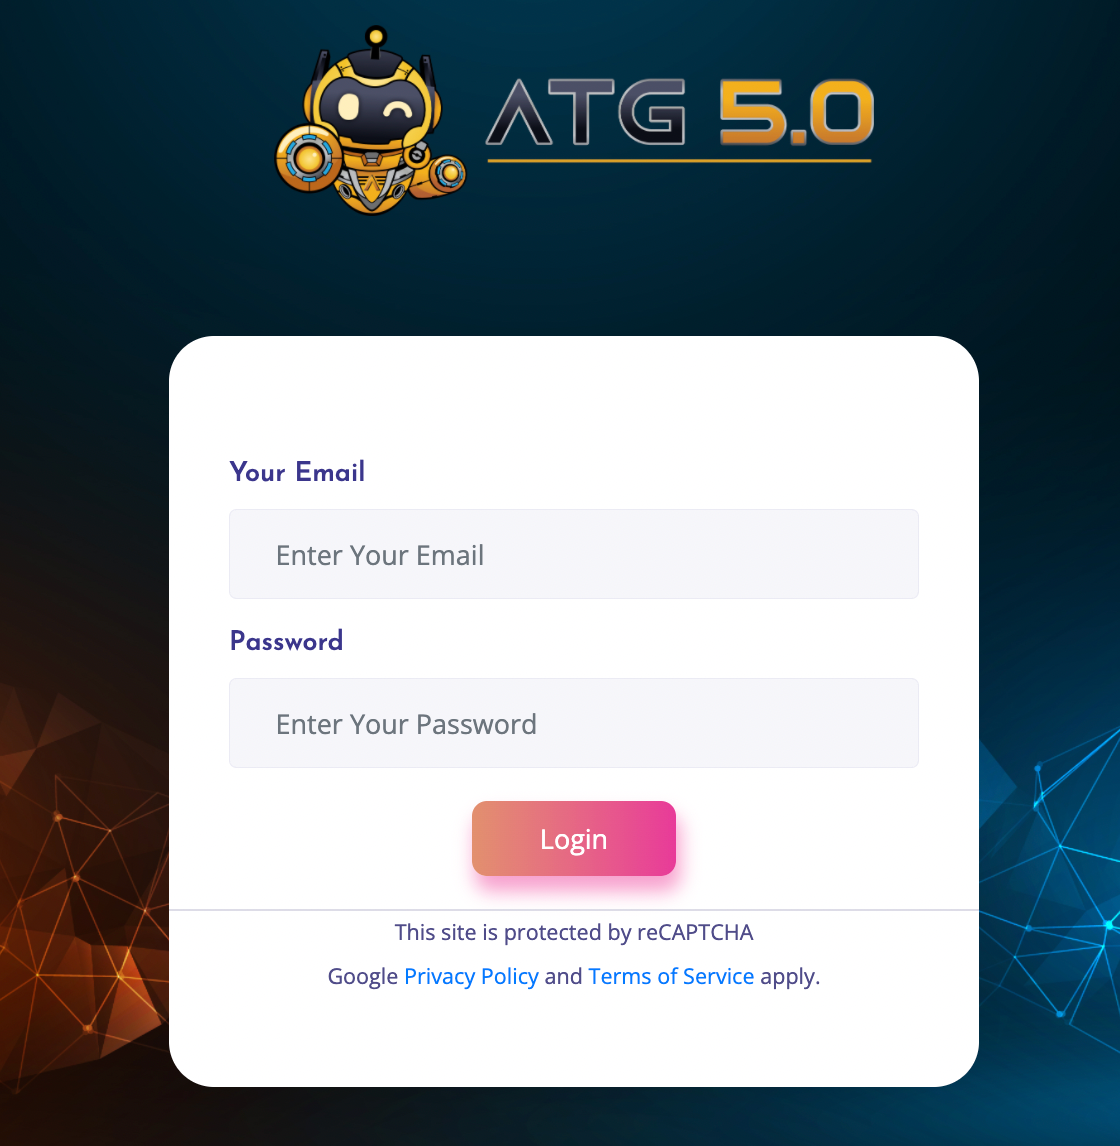 ATG 5.0
Your Email
Enter Your Email
Password
Enter Your Password
Login
This site is protected by reCAPTCHA
Google Privacy Policy and Terms of Service apply.